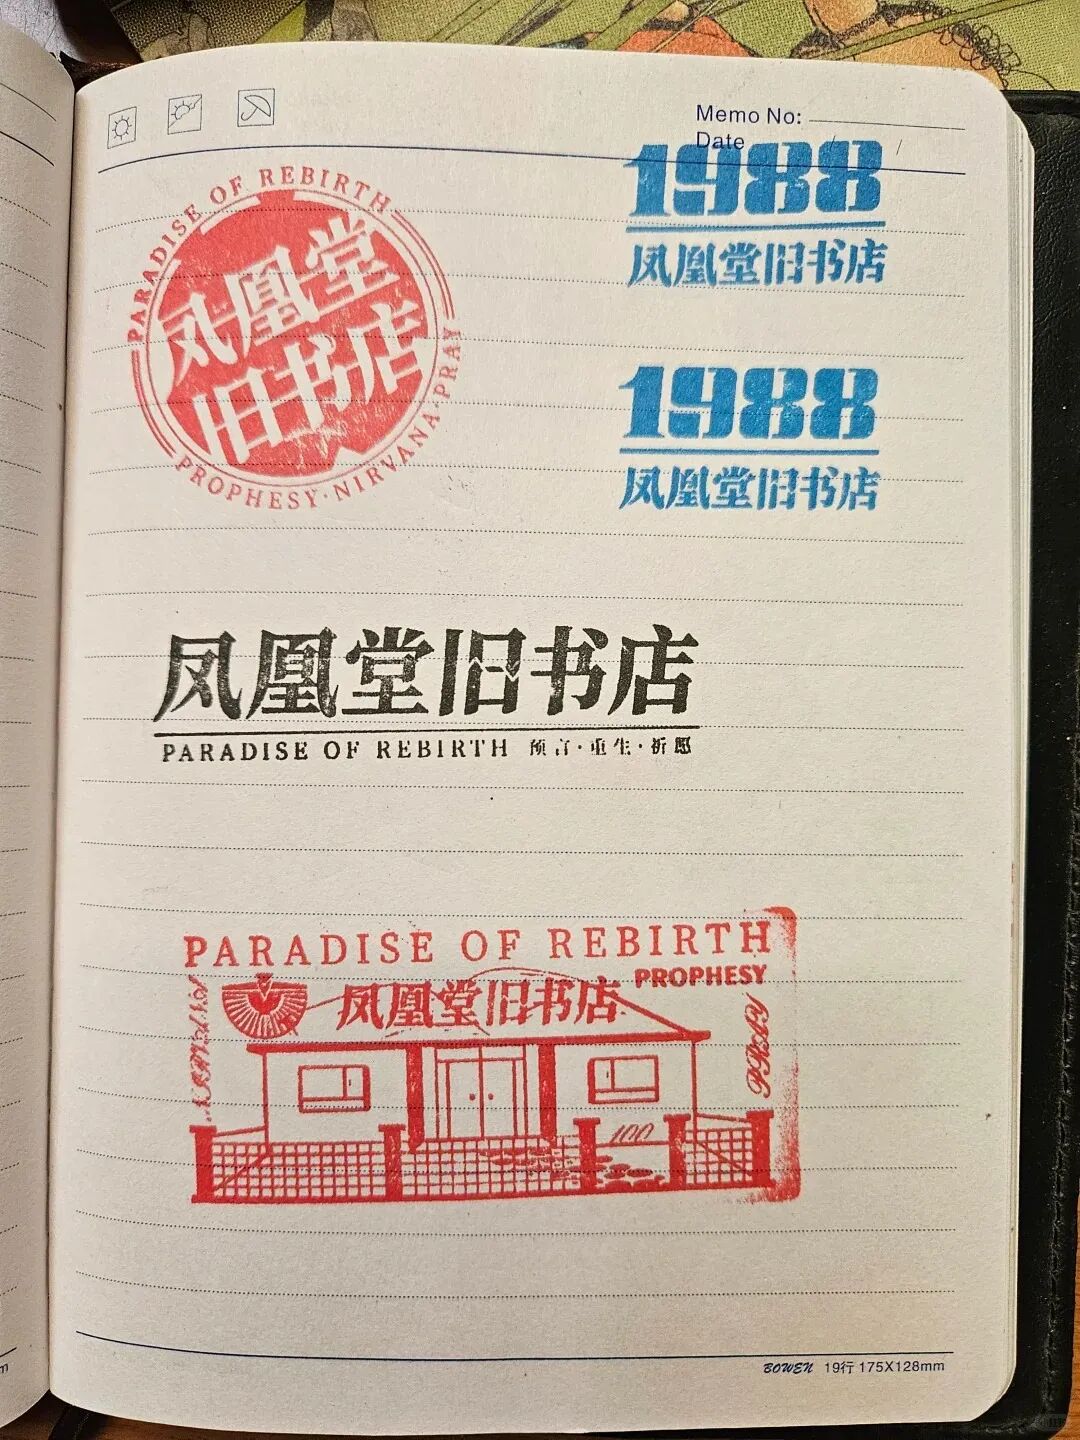 Memo No:
Date / /
PARADISE OF REBIRTH
凤凰堂
旧书店
PROPHESY·NIRVANA·PRAY
1988
凤凰堂旧书店
1988
凤凰堂旧书店
凤凰堂旧书店
PARADISE OF REBIRTH 预言·重生·祈愿
PARADISE OF REBIRTH
PROPHESY
凤凰堂旧书店
NIRVANA
PRAY
100
BOWEN 19行 175X128mm
m